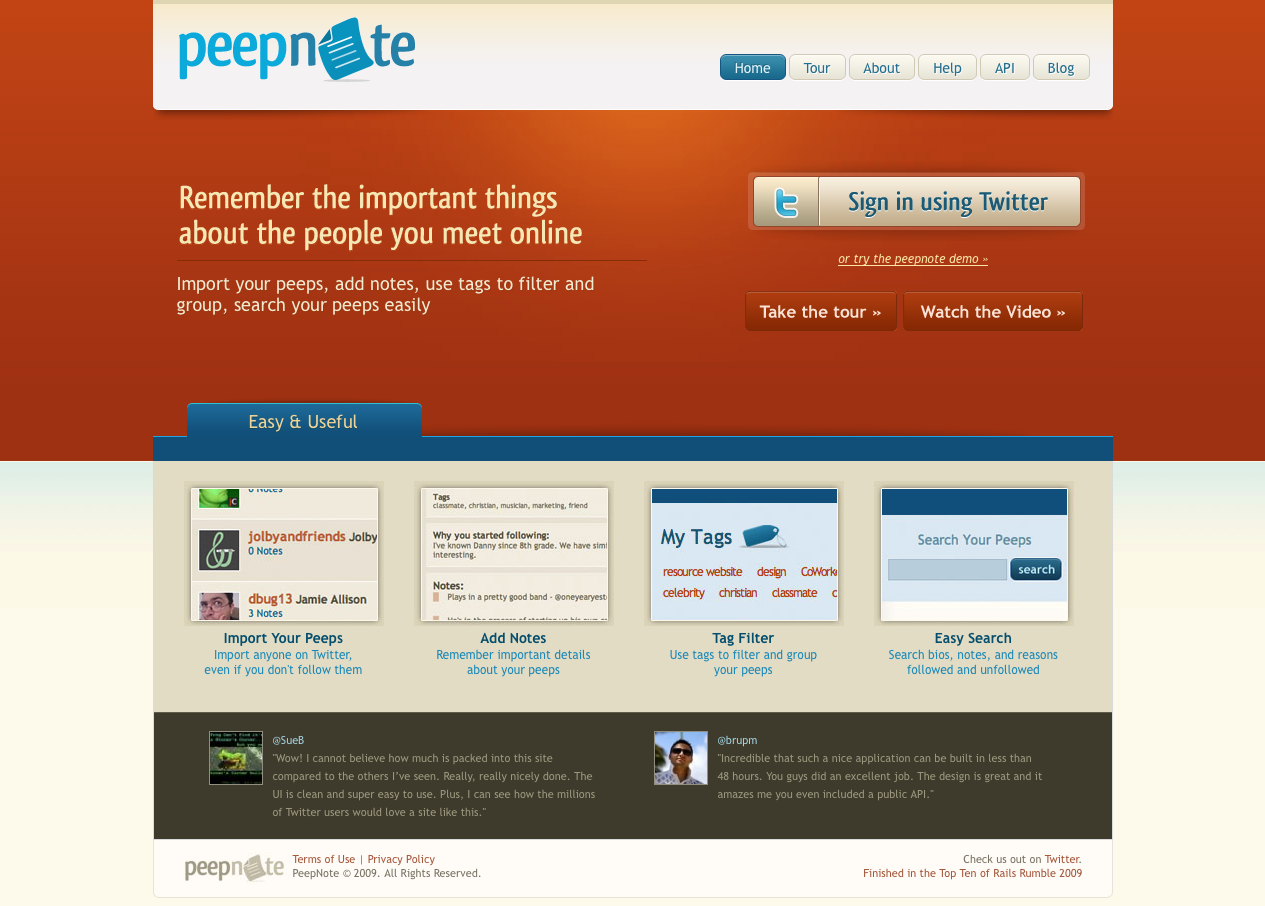 peepnote
Home
Tour
About
Help
API
Blog
Remember the important things
about the people you meet online
Import your peeps, add notes, use tags to filter and
group, search your peeps easily
Sign in using Twitter
or try the peepnote demo »
Take the tour »
Watch the Video »
Easy & Useful
0 Notes
jolbyandfriends Jolby
0 Notes
dbug13 Jamie Allison
3 Notes
Import Your Peeps
Import anyone on Twitter,
even if you don't follow them
Tags
classmate, christian, musician, marketing, friend
Why you started following:
I've known Danny since 8th grade. We have simi
interesting.
Notes:
Plays in a pretty good band - @oneyearyest
Add Notes
Remember important details
about your peeps
My Tags
resource website design CoWork
celebrity christian classmate c
Tag Filter
Use tags to filter and group
your peeps
Search Your Peeps
search
Easy Search
Search bios, notes, and reasons
followed and unfollowed
@SueB
"Wow! I cannot believe how much is packed into this site
compared to the others I've seen. Really, really nicely done. The
UI is clean and super easy to use. Plus, I can see how the millions
of Twitter users would love a site like this."
@brupm
"Incredible that such a nice application can be built in less than
48 hours. You guys did an excellent job. The design is great and it
amazes me you even included a public API."
peepnote
Terms of Use | Privacy Policy
PeepNote © 2009. All Rights Reserved.
Check us out on Twitter.
Finished in the Top Ten of Rails Rumble 2009